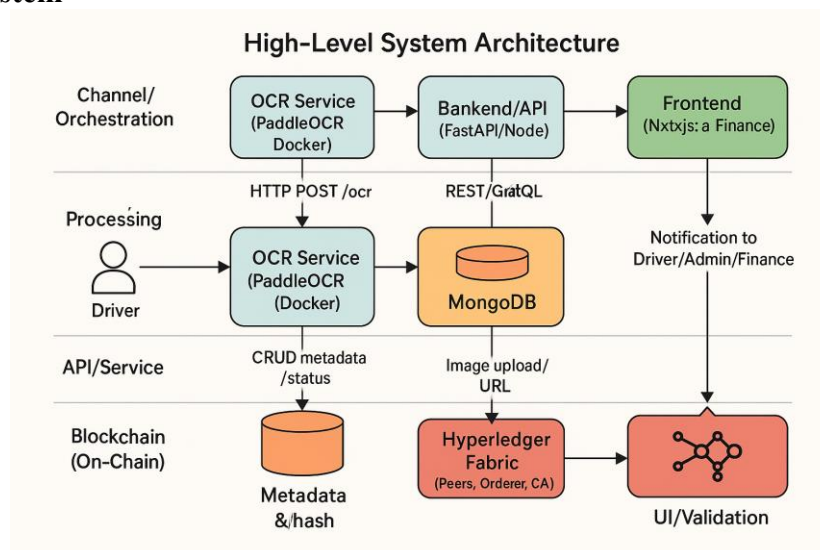 stem
High-Level System Architecture
Channel/
Orchestration
OCR Service
(PaddleOCR
Docker)
Bankend/API
(FastAPI/Node)
Frontend
(Nxtxjs: a Finance)
HTTP POST /ocr
REST/GratQL
Processing
Driver
OCR Service
(PaddleOCR
(Docker)
MongoDB
Notification to
Driver/Admin/Finance
API/Service
CRUD metadata
/status
Image upload/
URL
Blockchain
(On-Chain)
Metadata
&/hash
Hyperledger
Fabric
(Peers, Orderer, CA)
UI/Validation